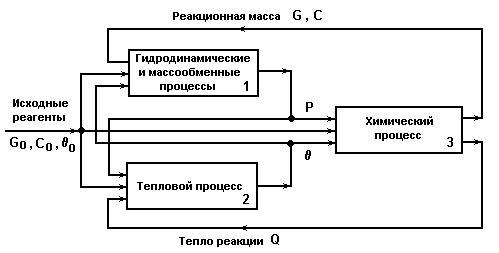 Реакционная масса G , C
Гидродинамические
и массообменные
процессы 1
Исходные
реагенты
G0 , C0 , θ0
P
Химический
процесс
3
θ
Тепловой процесс
2
Тепло реакции Q